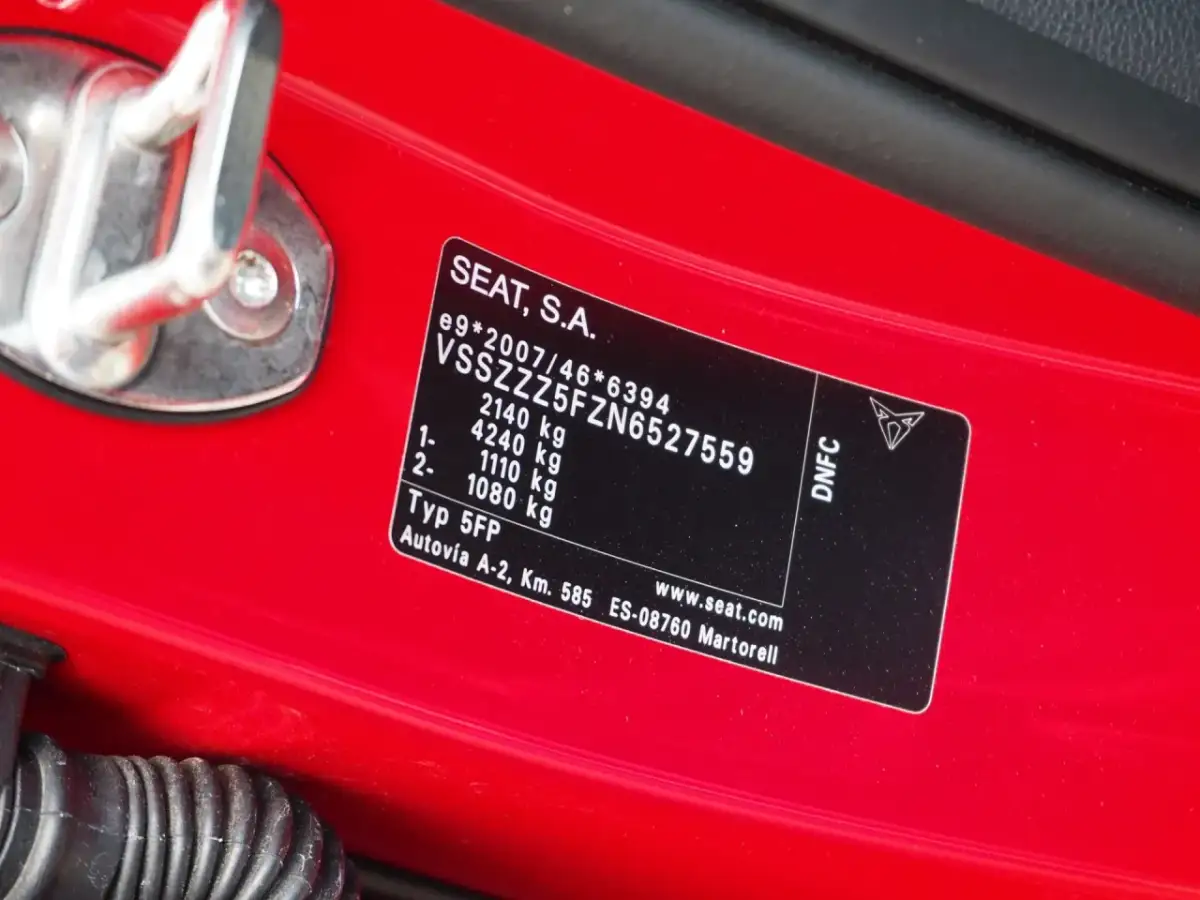 SEAT, S.A.
e9*2007/46*6394
VSSZZZ5FZN6527559
2140 kg
4240 kg
1- 1110 kg
2- 1080 kg
Typ 5FP
www.seat.com
Autovía A-2, Km. 585 ES-08760 Martorell
DNFC